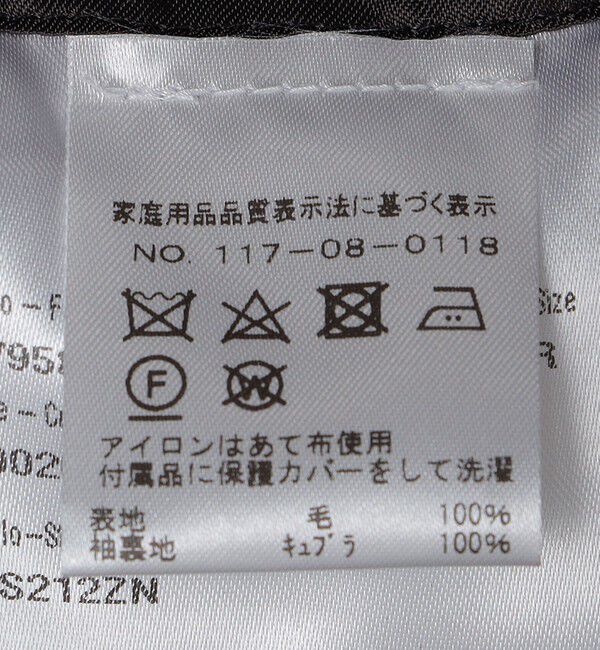 家庭用品品質表示法に基づく表示
NO. 117-08-0118
F W
アイロンはあて布使用
付属品に保護カバーをして洗濯
表地 毛 100%
袖裏地 キュプラ 100%
Size
S212ZN